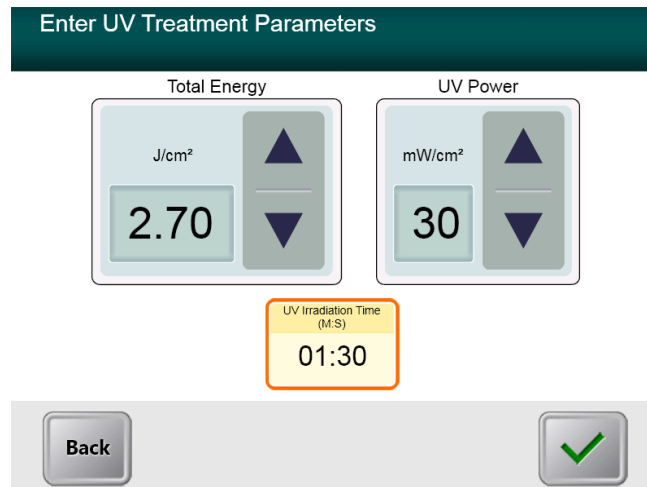 Enter UV Treatment Parameters
Total Energy
UV Power
J/cm²
mW/cm²
2.70
30
UV Irradiation Time
(M:S)
01:30
Back